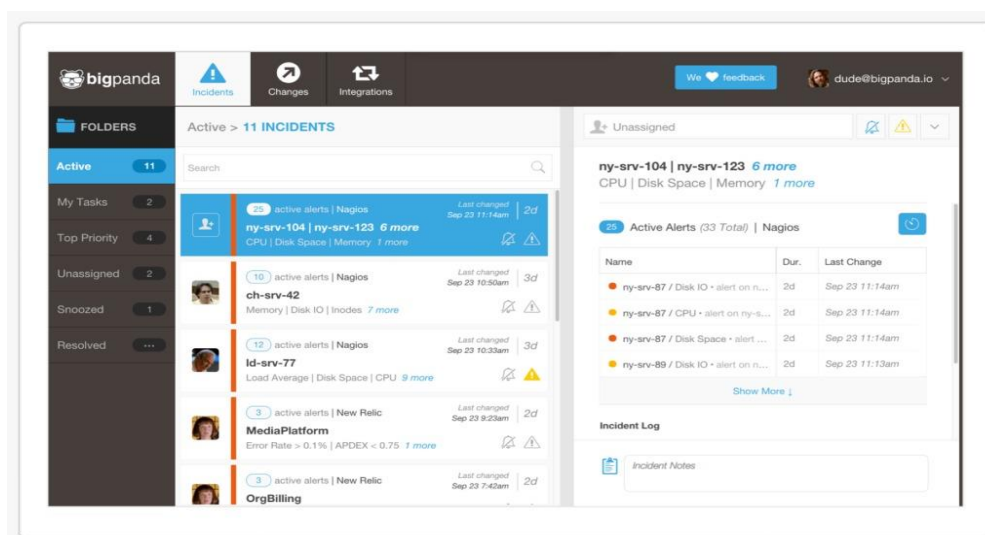 bigpanda
Incidents
Changes
Integrations
We feedback
dude@bigpanda.io
FOLDERS
Active 11
My Tasks 2
Top Priority 4
Unassigned 2
Snoozed 1
Resolved ...
Active > 11 INCIDENTS
Search
25 active alerts | Nagios
Last changed
Sep 23 11:14am
2d
ny-srv-104 | ny-srv-123 6 more
CPU | Disk Space | Memory 1 more
10 active alerts | Nagios
Last changed
Sep 23 10:50am
3d
ch-srv-42
Memory | Disk IO | Inodes 7 more
12 active alerts | Nagios
Last changed
Sep 23 10:33am
3d
ld-srv-77
Load Average | Disk Space | CPU 9 more
3 active alerts | New Relic
Last changed
Sep 23 9:23am
2d
MediaPlatform
Error Rate > 0.1% | APDEX < 0.75 1 more
3 active alerts | New Relic
Last changed
Sep 23 7:42am
2d
OrgBilling
Unassigned
ny-srv-104 | ny-srv-123 6 more
CPU | Disk Space | Memory 1 more
25 Active Alerts (33 Total) | Nagios
Name Dur. Last Change
ny-srv-87 / Disk IO • alert on n... 2d Sep 23 11:14am
ny-srv-87 / CPU • alert on ny-s... 2d Sep 23 11:14am
ny-srv-87 / Disk Space • alert ... 2d Sep 23 11:14am
ny-srv-89 / Disk IO • alert on n... 2d Sep 23 11:13am
Show More ↓
Incident Log
Incident Notes